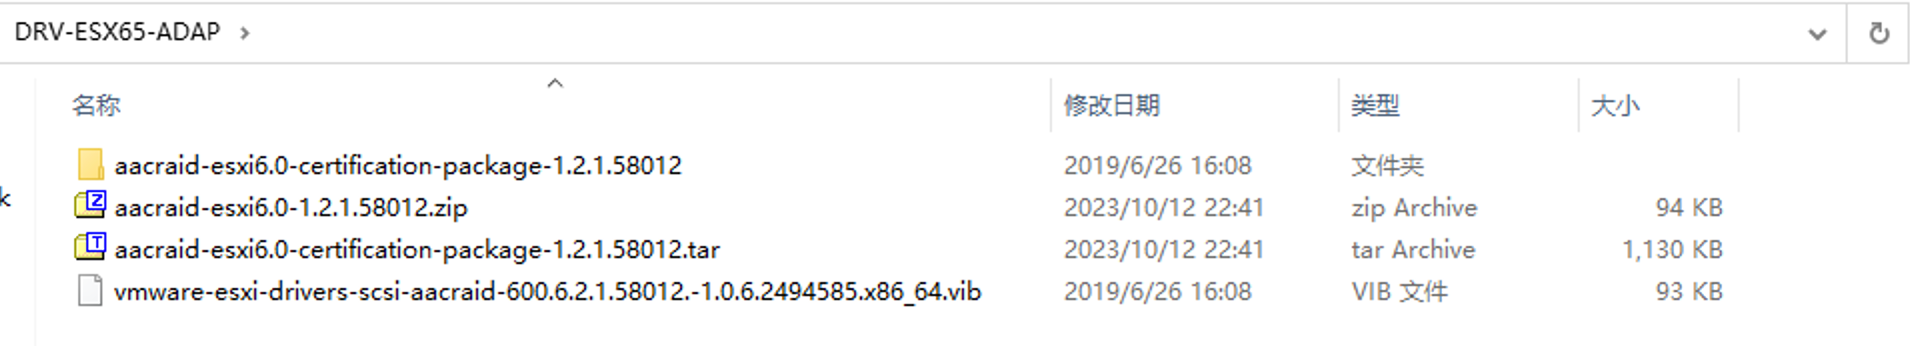 DRV-ESX65-ADAP
名称 修改日期 类型 大小
aacraid-esxi6.0-certification-package-1.2.1.58012 2019/6/26 16:08 文件夹
Z aacraid-esxi6.0-1.2.1.58012.zip 2023/10/12 22:41 zip Archive 94 KB
k
T aacraid-esxi6.0-certification-package-1.2.1.58012.tar 2023/10/12 22:41 tar Archive 1,130 KB
vmware-esxi-drivers-scsi-aacraid-600.6.2.1.58012.-1.0.6.2494585.x86_64.vib 2019/6/26 16:08 VIB 文件 93 KB